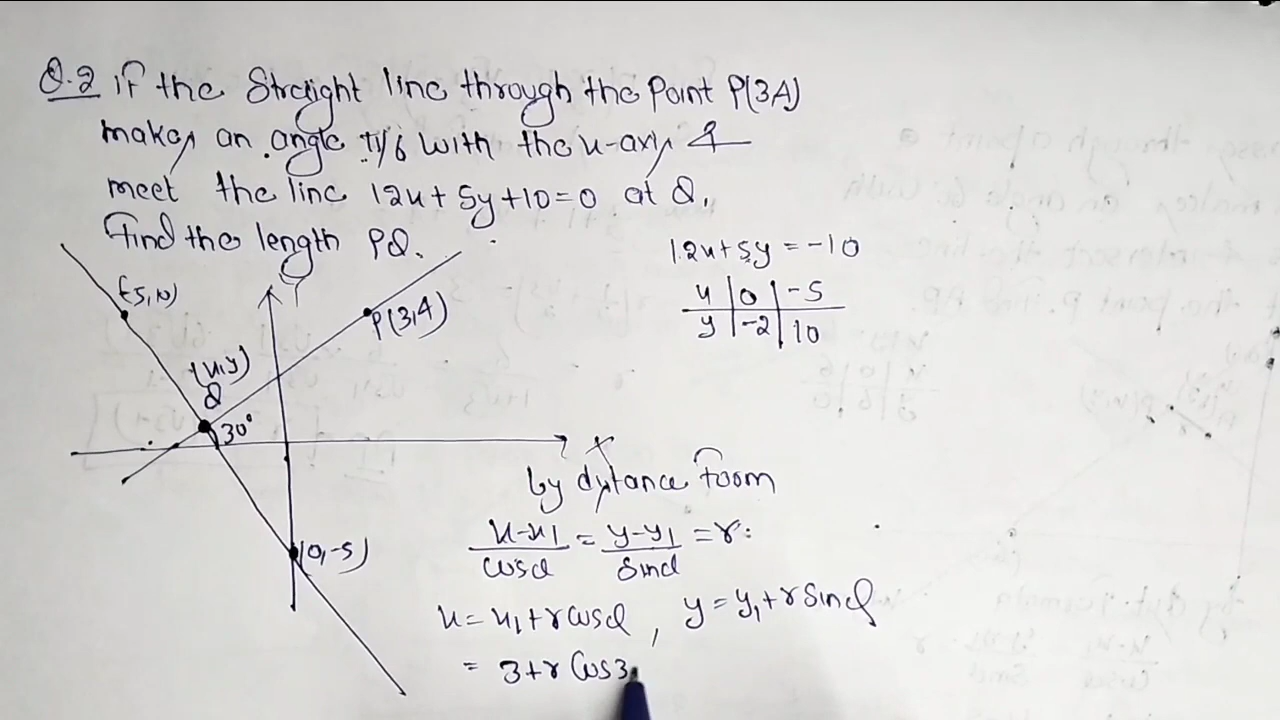 Q.2 if the Straight line through the Point P(3,4)
makes an angle π/6 with the x-axis &
meet the line 12x + 5y + 10 = 0 at Q.
find the length PQ.
12x + 5y = -10
x | 0 | -5
y | -2 | 10
(-5,10)
Y
P(3,4)
(x,y)
Q
30°
X
(0,-5)
by distance form
x-x1/cosα = y-y1/sinα = r
x = x1 + r cosα , y = y1 + r sinα
= 3 + r cos3